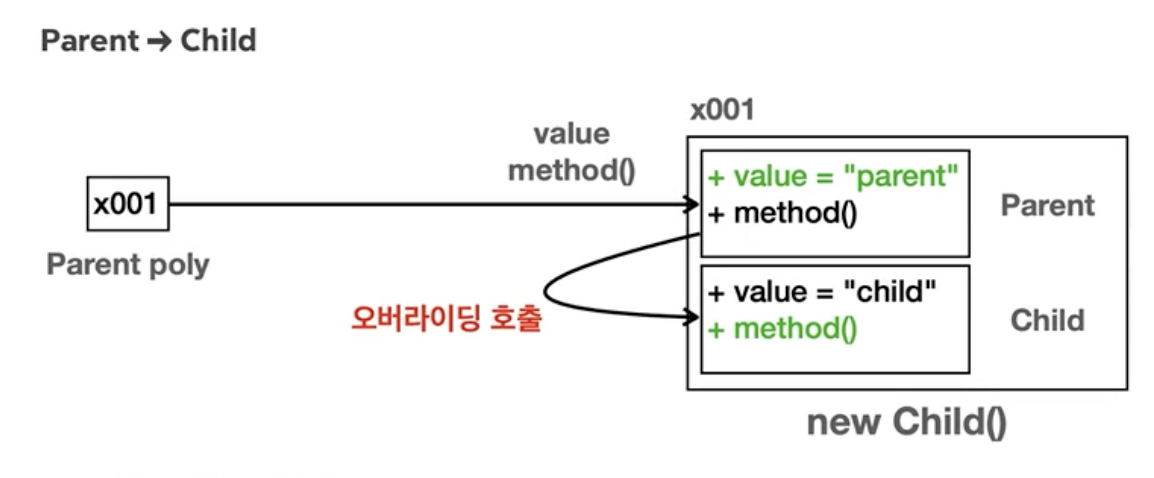 Parent → Child
x001
value
method()
+ value = "parent"
+ method()
Parent
x001
Parent poly
오버라이딩 호출
+ value = "child"
+ method()
Child
new Child()